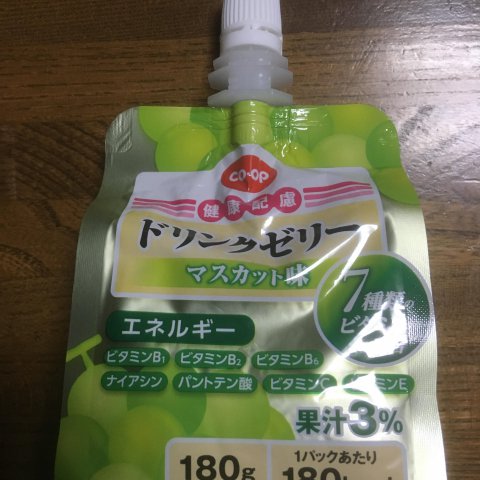 CO·OP
健康配慮
ドリンクゼリー
マスカット味
7種類の
ビタ
エネルギー
ビタミンB1 ビタミンB2 ビタミンB6
ナイアシン パントテン酸 ビタミンC ビタミンE
果汁3%
180g
1パックあたり
180kcal